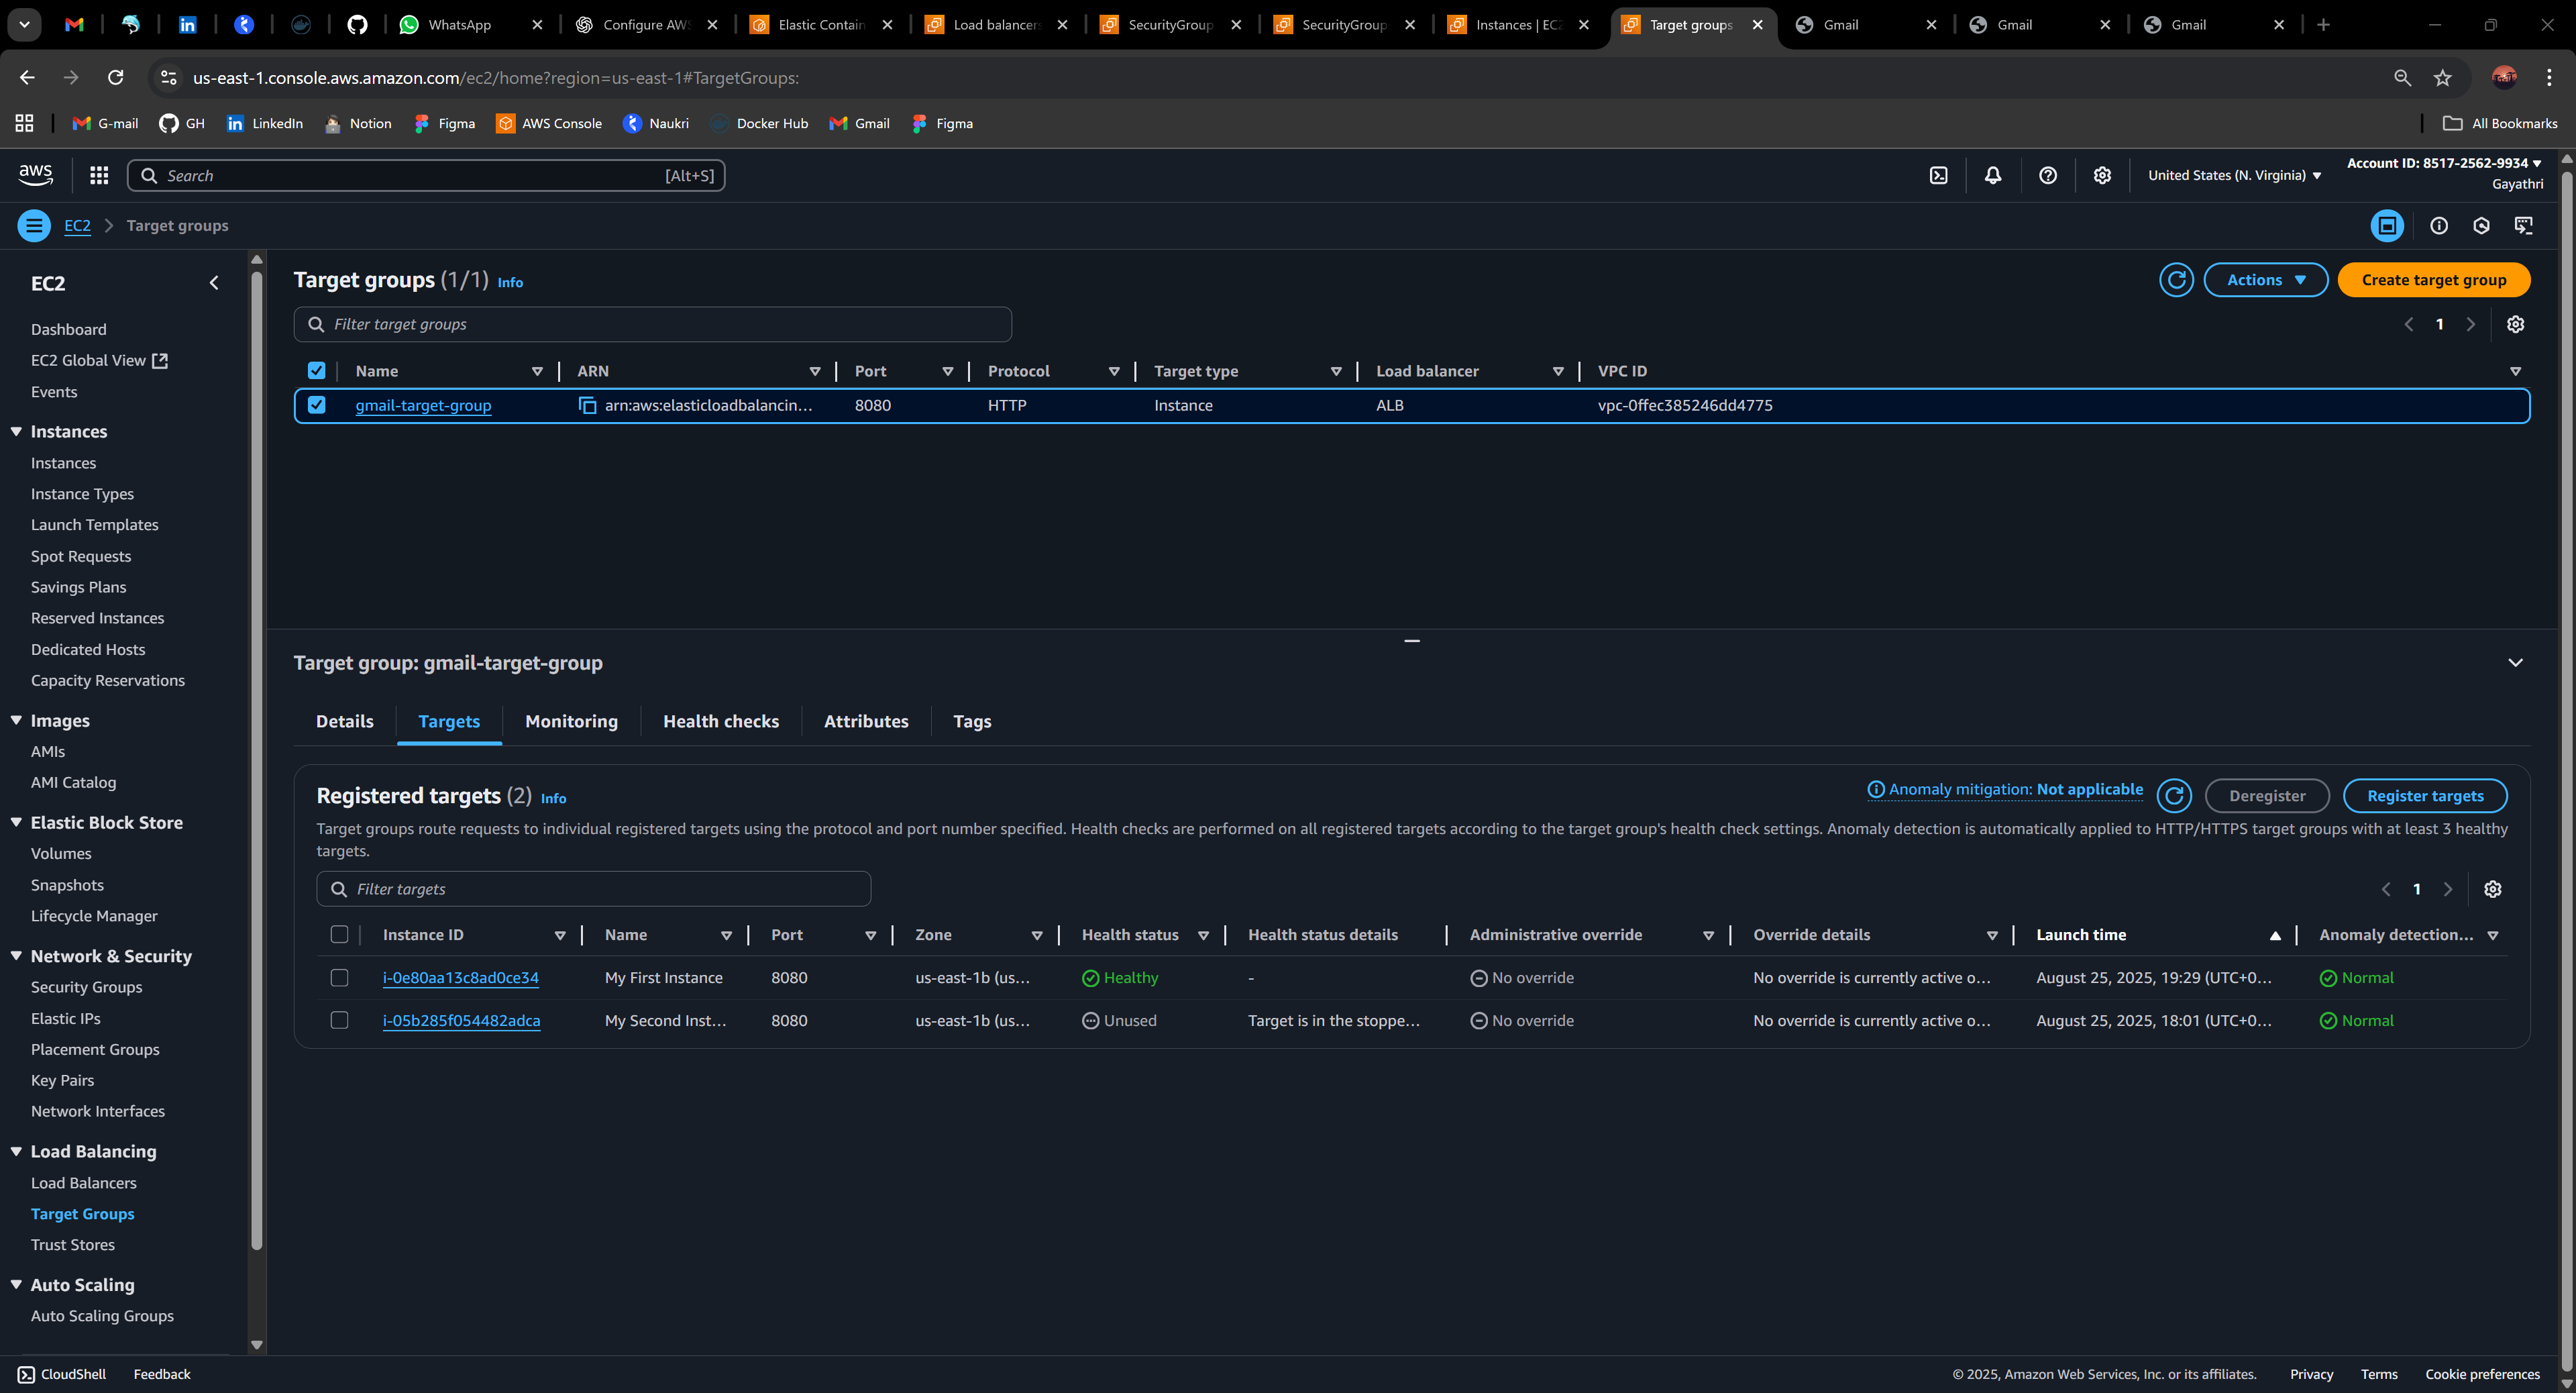 WhatsApp
Configure AWS
Elastic Contain
Load balancers
SecurityGroup
SecurityGroup
Instances | EC2
Target groups
Gmail
Gmail
Gmail
us-east-1.console.aws.amazon.com/ec2/home?region=us-east-1#TargetGroups:
G-mail
GH
LinkedIn
Notion
Figma
AWS Console
Naukri
Docker Hub
Gmail
Figma
All Bookmarks
aws
Search
[Alt+S]
United States (N. Virginia)
Account ID: 8517-2562-9934
Gayathri
EC2
Target groups
EC2
Dashboard
EC2 Global View
Events
Instances
Instances
Instance Types
Launch Templates
Spot Requests
Savings Plans
Reserved Instances
Dedicated Hosts
Capacity Reservations
Images
AMIs
AMI Catalog
Elastic Block Store
Volumes
Snapshots
Lifecycle Manager
Network & Security
Security Groups
Elastic IPs
Placement Groups
Key Pairs
Network Interfaces
Load Balancing
Load Balancers
Target Groups
Trust Stores
Auto Scaling
Auto Scaling Groups
Target groups (1/1) Info
Actions
Create target group
Filter target groups
1
Name ARN Port Protocol Target type Load balancer VPC ID
gmail-target-group arn:aws:elasticloadbalancin... 8080 HTTP Instance ALB vpc-0ffec385246dd4775
Target group: gmail-target-group
Details Targets Monitoring Health checks Attributes Tags
Registered targets (2) Info
Anomaly mitigation: Not applicable
Deregister
Register targets
Target groups route requests to individual registered targets using the protocol and port number specified. Health checks are performed on all registered targets according to the target group's health check settings. Anomaly detection is automatically applied to HTTP/HTTPS target groups with at least 3 healthy
targets.
Filter targets
1
Instance ID Name Port Zone Health status Health status details Administrative override Override details Launch time Anomaly detection...
i-0e80aa13c8ad0ce34 My First Instance 8080 us-east-1b (us... Healthy - No override No override is currently active o... August 25, 2025, 19:29 (UTC+0... Normal
i-05b285f054482adca My Second Inst... 8080 us-east-1b (us... Unused Target is in the stoppe... No override No override is currently active o... August 25, 2025, 18:01 (UTC+0... Normal
CloudShell
Feedback
© 2025, Amazon Web Services, Inc. or its affiliates.
Privacy
Terms
Cookie preferences